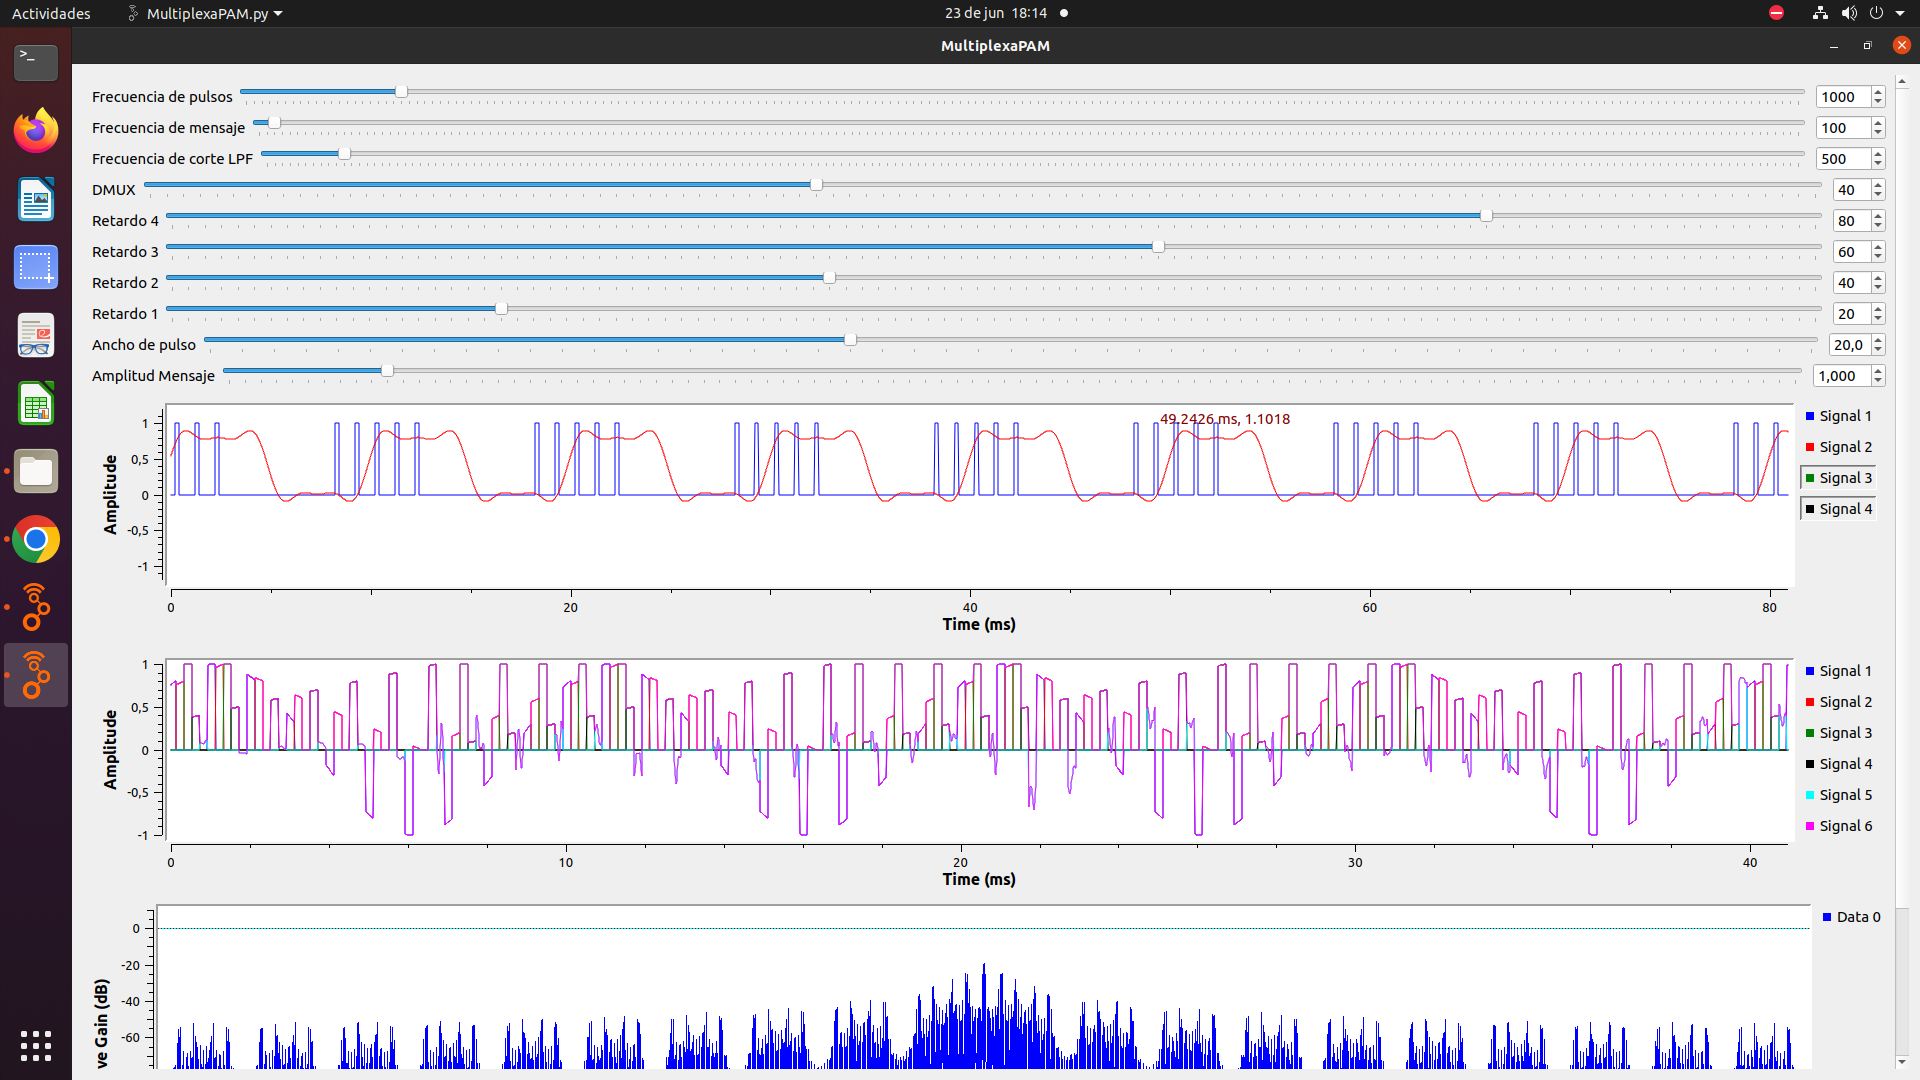 Actividades MultiplexaPAM.py 23 de jun 18:14
MultiplexaPAM
Frecuencia de pulsos 1000
Frecuencia de mensaje 100
Frecuencia de corte LPF 500
DMUX 40
Retardo 4 80
Retardo 3 60
Retardo 2 40
Retardo 1 20
Ancho de pulso 20,0
Amplitud Mensaje 1,000
49.2426 ms, 1.1018
Amplitude
1
0,5
0
-0,5
-1
0 20 40 60 80
Time (ms)
Signal 1
Signal 2
Signal 3
Signal 4
Amplitude
1
0,5
0
-0,5
-1
0 10 20 30 40
Time (ms)
Signal 1
Signal 2
Signal 3
Signal 4
Signal 5
Signal 6
ve Gain (dB)
0
-20
-40
-60
Data 0